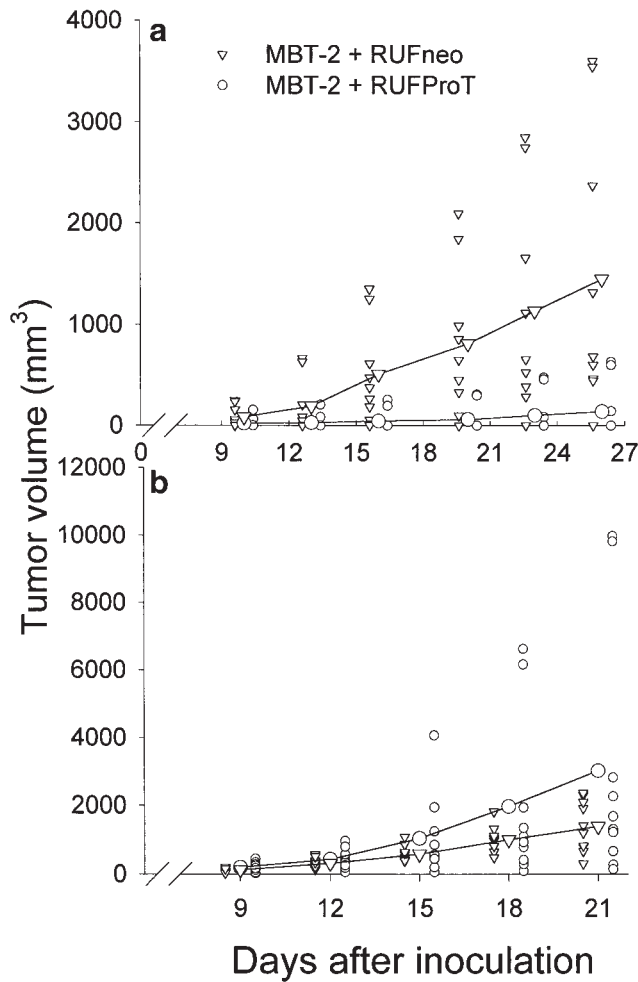 a
MBT-2 + RUFneo
MBT-2 + RUFProT
4000
3000
2000
1000
0
0 9 12 15 18 21 24 27
b
12000
10000
8000
6000
4000
2000
0
9 12 15 18 21
Tumor volume (mm³)
Days after inoculation